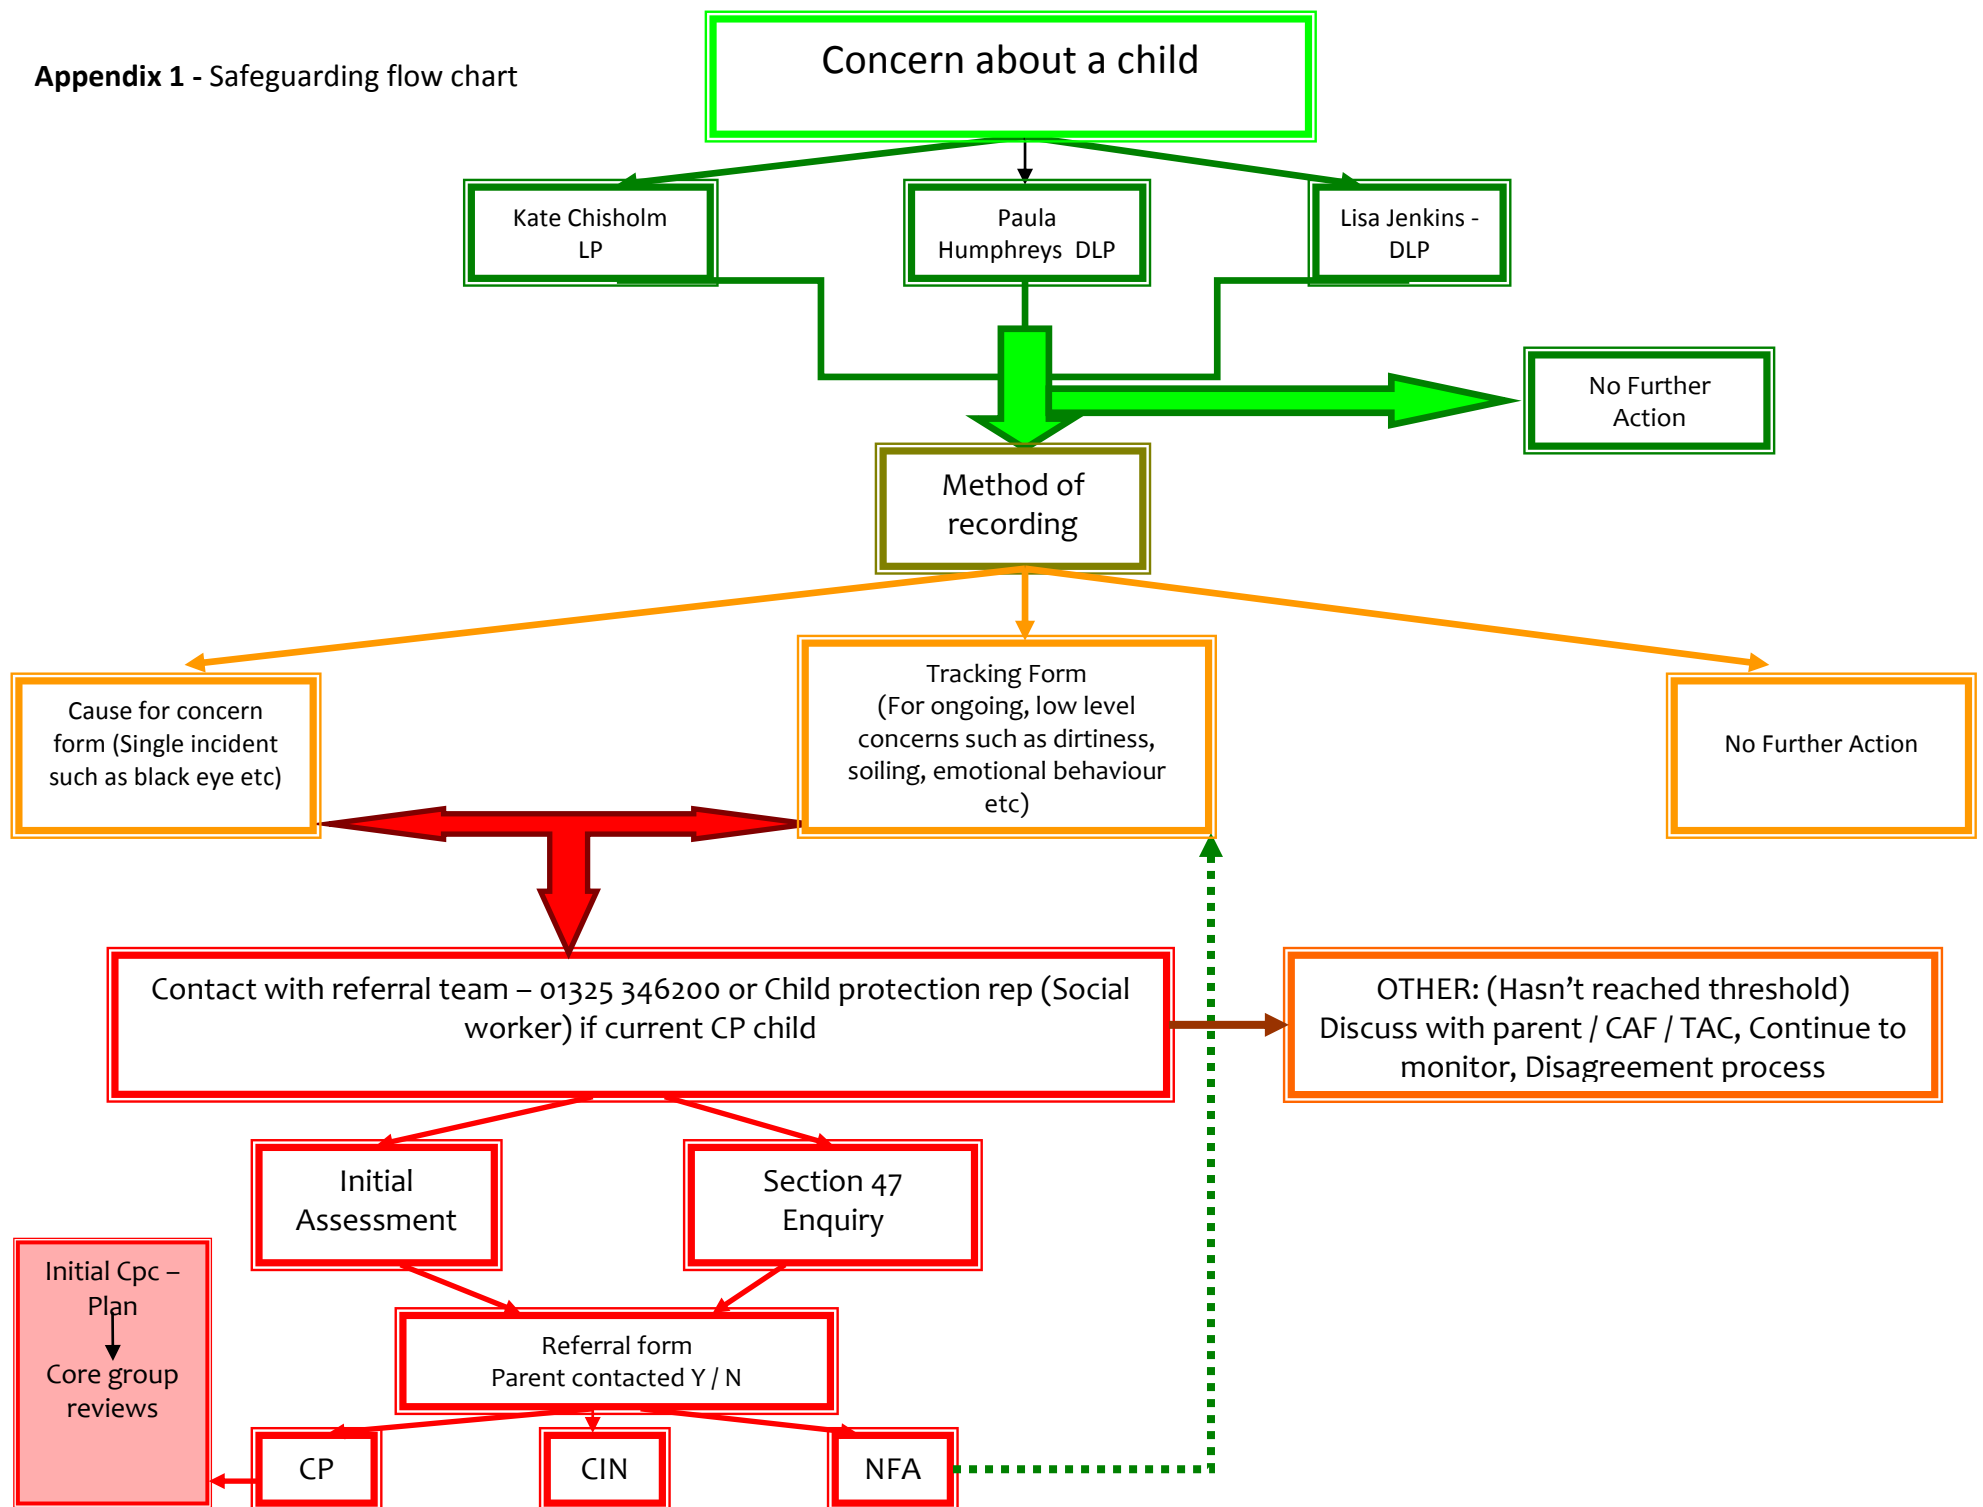 Concern about a child
Appendix 1 - Safeguarding flow chart
Kate Chisholm
LP
Paula
Humphreys DLP
Lisa Jenkins -
DLP
No Further
Action
Method of
recording
Cause for concern
form (Single incident
such as black eye etc)
Tracking Form
(For ongoing, low level
concerns such as dirtiness,
soiling, emotional behaviour
etc)
No Further Action
Contact with referral team – 01325 346200 or Child protection rep (Social
worker) if current CP child
OTHER: (Hasn’t reached threshold)
Discuss with parent / CAF / TAC, Continue to
monitor, Disagreement process
Initial
Assessment
Section 47
Enquiry
Initial Cpc –
Plan
Core group
reviews
Referral form
Parent contacted Y / N
CP
CIN
NFA